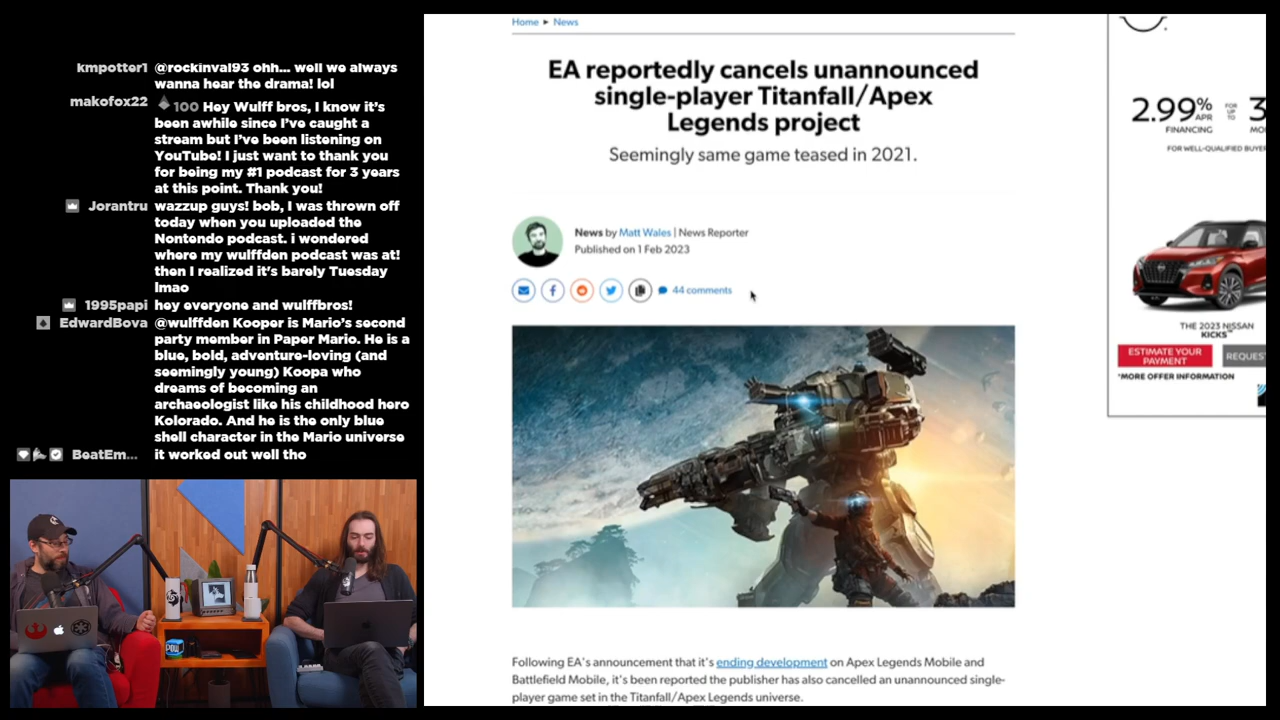 kmpotter1 @rockinval93 ohh... well we always
wanna hear the drama! lol
makofox22 100 Hey Wulff bros, I know it's
been awhile since I've caught a
stream but I've been listening on
YouTube! I just want to thank you
for being my #1 podcast for 3 years
at this point. Thank you!
Jorantru wazzup guys! bob, I was thrown off
today when you uploaded the
Nontendo podcast. i wondered
where my wulffden podcast was at!
then I realized it's barely Tuesday
lmao
1995papi hey everyone and wulffbros!
EdwardBova @wulffden Kooper is Mario's second
party member in Paper Mario. He is a
blue, bold, adventure-loving (and
seemingly young) Koopa who
dreams of becoming an
archaeologist like his childhood hero
Kolorado. And he is the only blue
shell character in the Mario universe
BeatEm... it worked out well tho
POW
Home ▸ News
EA reportedly cancels unannounced
single-player Titanfall/Apex
Legends project
Seemingly same game teased in 2021.
News by Matt Wales | News Reporter
Published on 1 Feb 2023
44 comments
Following EA's announcement that it's ending development on Apex Legends Mobile and
Battlefield Mobile, it's been reported the publisher has also cancelled an unannounced single-
player game set in the Titanfall/Apex Legends universe.
2.99% APR
FINANCING
FOR
UP
TO
3
MO
FOR WELL-QUALIFIED BUYER
THE 2023 NISSAN
KICKS
ESTIMATE YOUR
PAYMENT
REQUES
*MORE OFFER INFORMATION